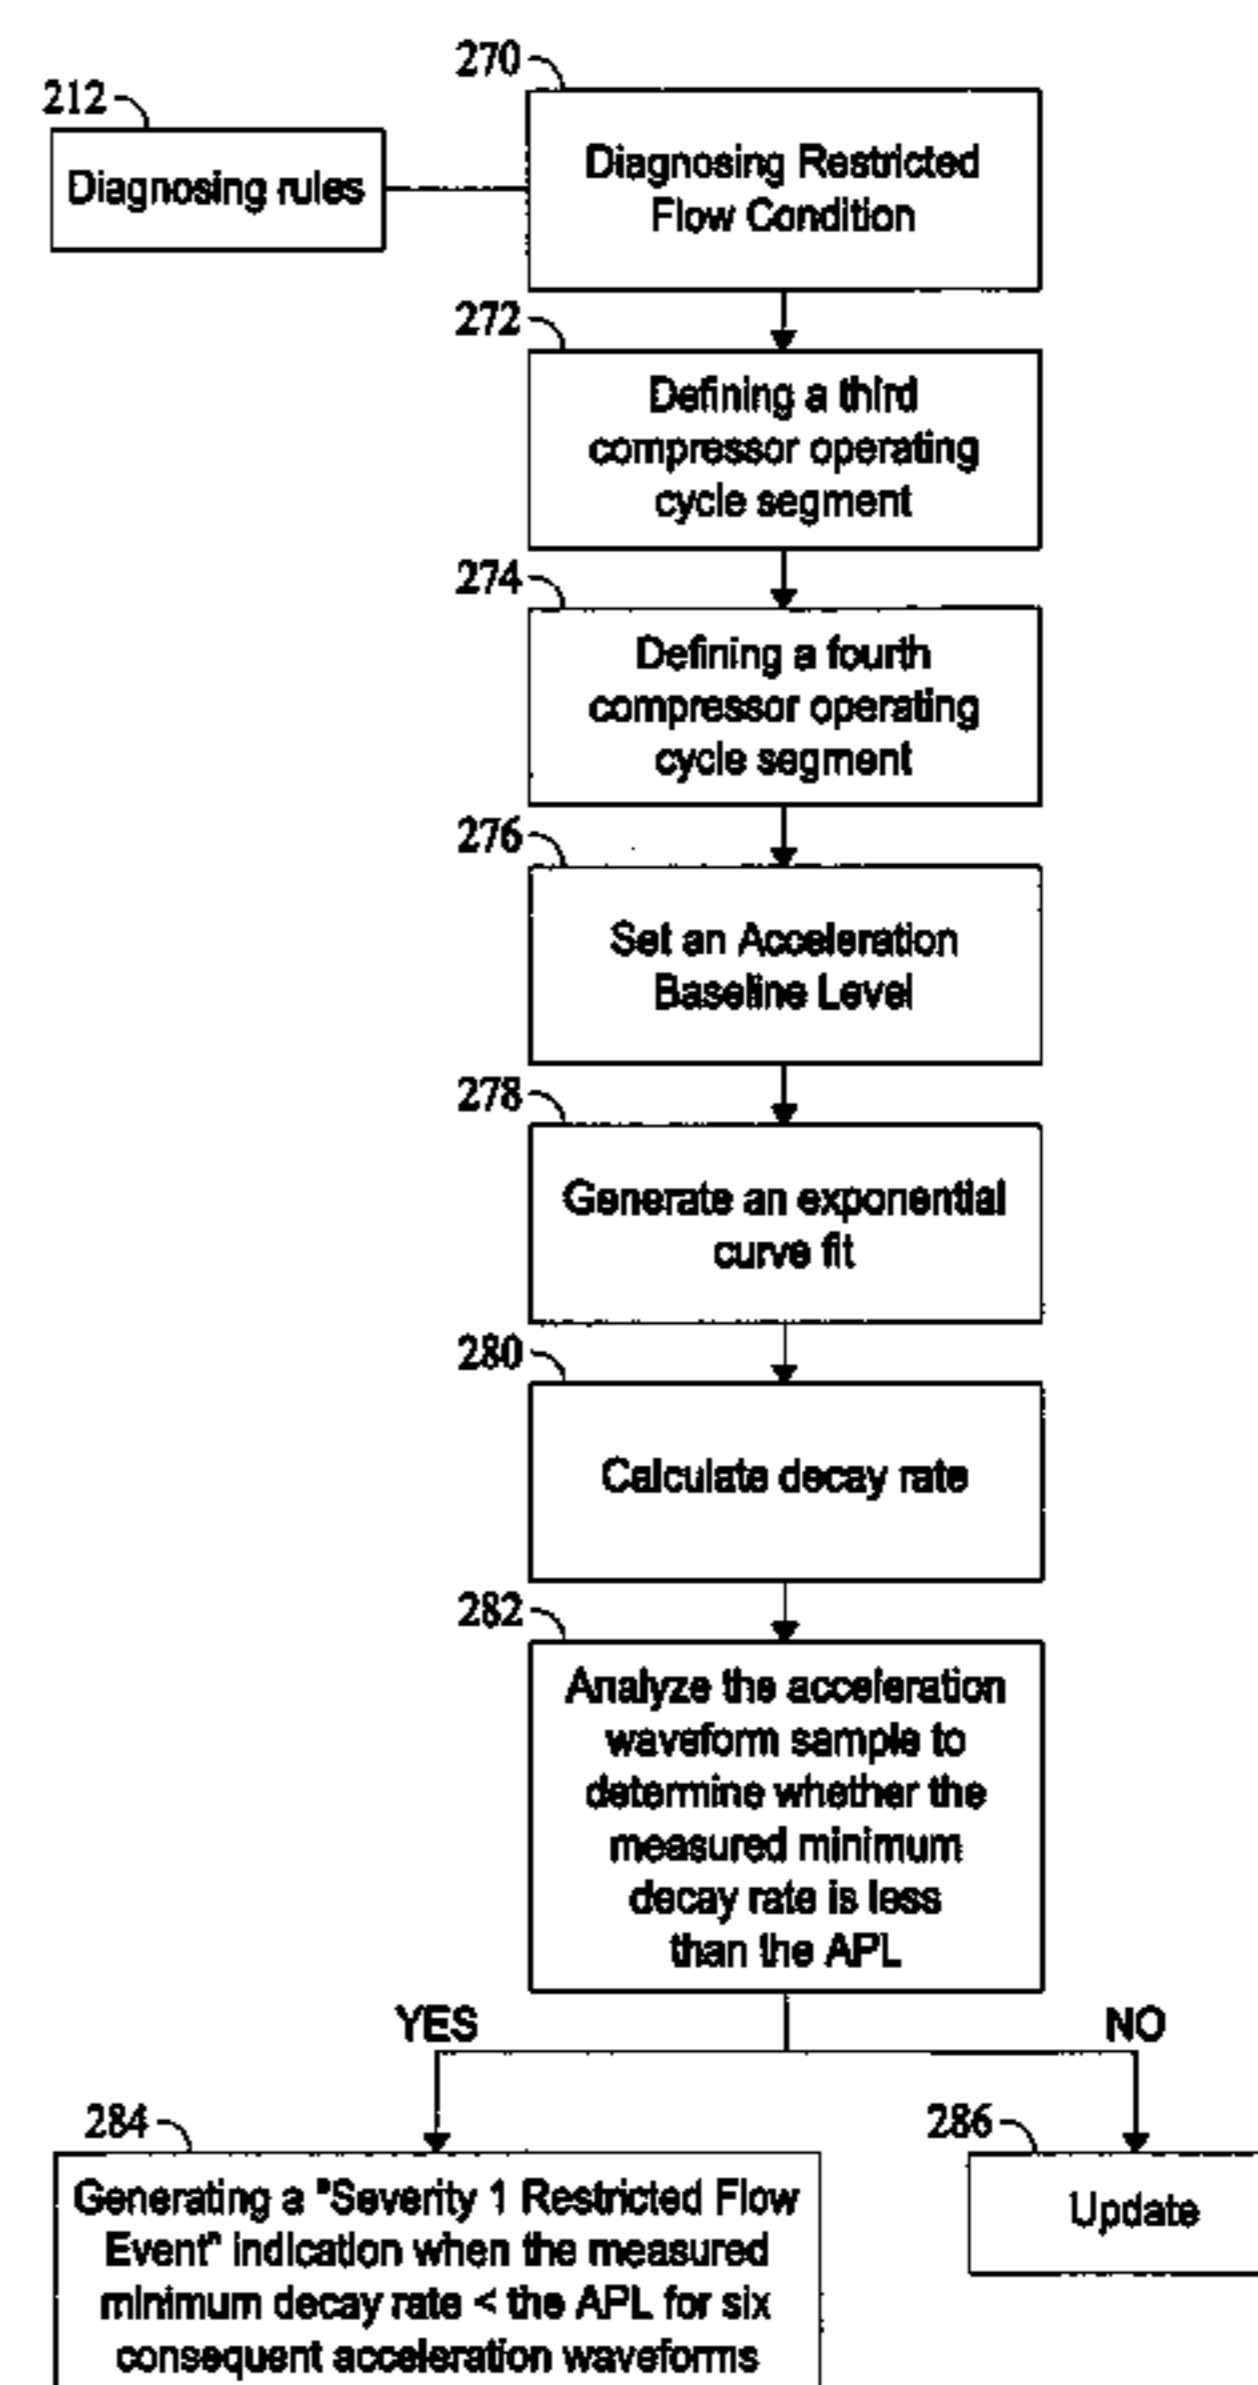 270
212
Diagnosing rules
Diagnosing Restricted
Flow Condition
272
Defining a third
compressor operating
cycle segment
274
Defining a fourth
compressor operating
cycle segment
276
Set an Acceleration
Baseline Level
278
Generate an exponential
curve fit
280
Calculate decay rate
282
Analyze the acceleration
waveform sample to
determine whether the
measured minimum
decay rate is less
than the APL
YES
NO
284
286
Generating a "Severity 1 Restricted Flow
Event" indication when the measured
minimum decay rate < the APL for six
consequent acceleration waveforms
Update